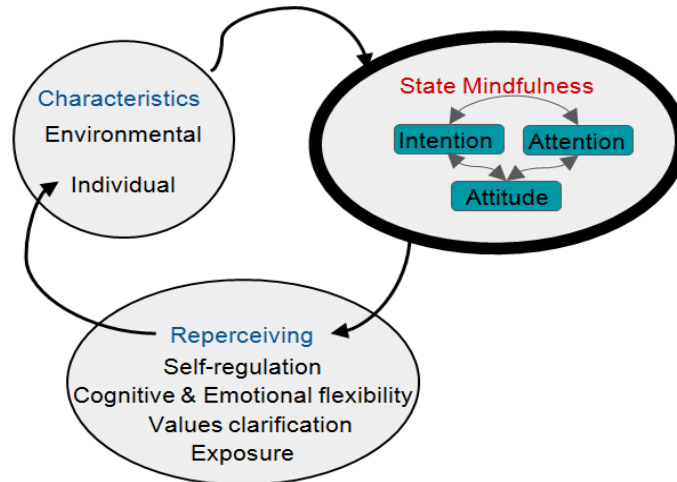 Characteristics
Environmental
Individual
State Mindfulness
Intention
Attention
Attitude
Reperceiving
Self-regulation
Cognitive & Emotional flexibility
Values clarification
Exposure